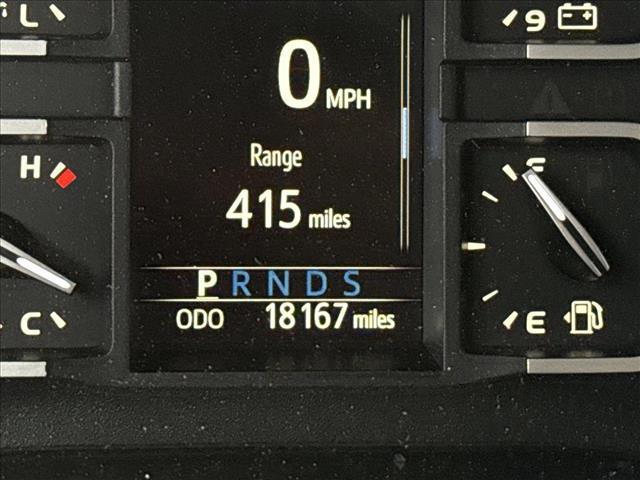 L
9
0 MPH
Range
415 miles
H
F
P R N D S
C
E
ODO 18167 miles